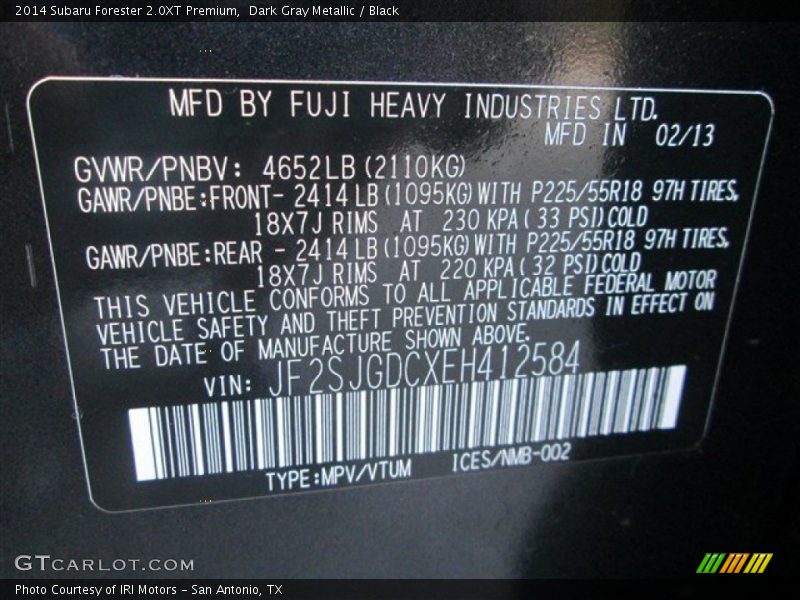 2014 Subaru Forester 2.0XT Premium, Dark Gray Metallic / Black
MFD BY FUJI HEAVY INDUSTRIES LTD.
MFD IN 02/13
GVWR/PNBV: 4652LB(2110KG)
GAWR/PNBE:FRONT- 2414LB(1095KG)WITH P225/55R18 97H TIRES,
18X7J RIMS AT 230 KPA(33 PSI)COLD
GAWR/PNBE:REAR - 2414LB(1095KG)WITH P225/55R18 97H TIRES,
18X7J RIMS AT 220 KPA(32 PSI)COLD
THIS VEHICLE CONFORMS TO ALL APPLICABLE FEDERAL MOTOR
VEHICLE SAFETY AND THEFT PREVENTION STANDARDS IN EFFECT ON
THE DATE OF MANUFACTURE SHOWN ABOVE.
VIN: JF2SJGDCXEH412584
TYPE:MPV/VTUM ICES/NMB-002
GTCARLOT.COM
Photo Courtesy of IRI Motors - San Antonio, TX